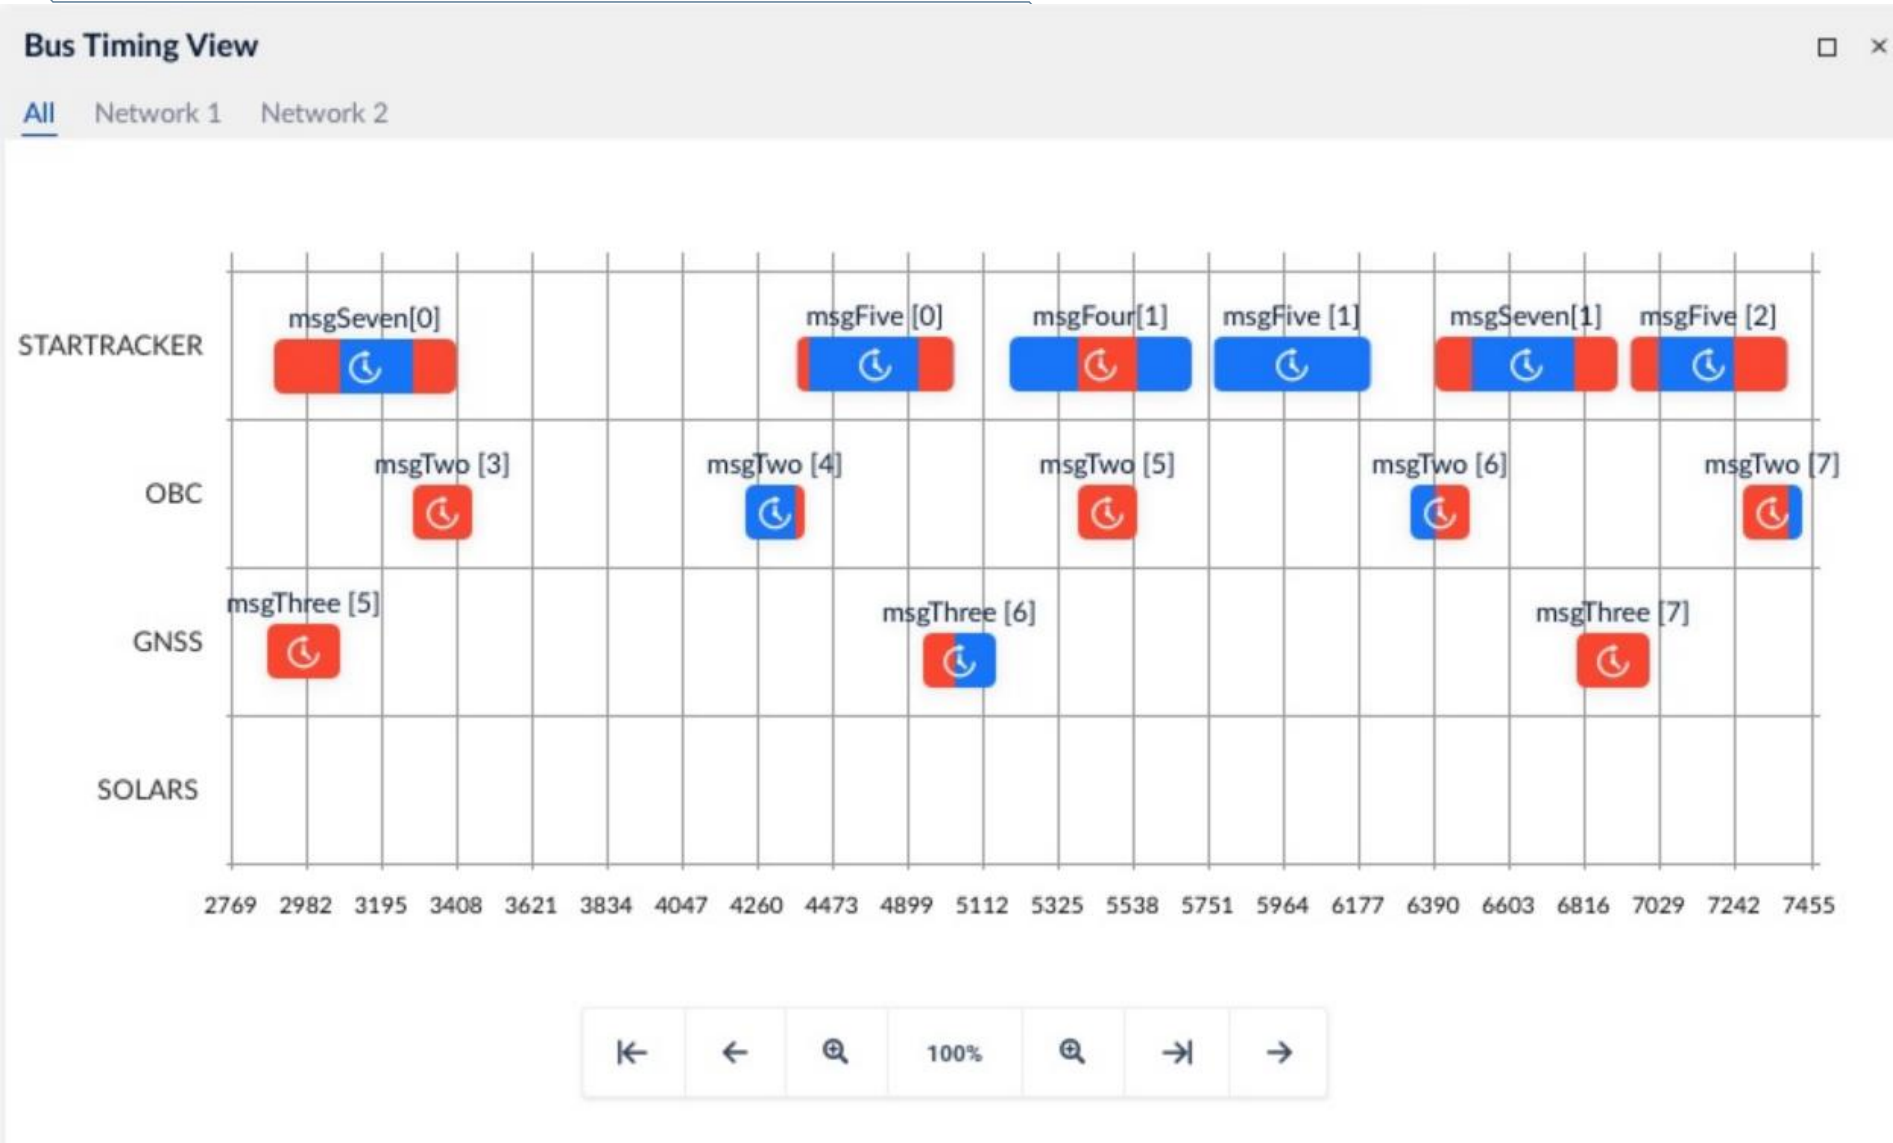 Bus Timing View
All Network 1 Network 2
msgSeven[0] msgFive [0] msgFour[1] msgFive [1] msgSeven[1] msgFive [2]
STARTRACKER
msgTwo [3] msgTwo [4] msgTwo [5] msgTwo [6] msgTwo [7]
OBC
msgThree [5] msgThree [6] msgThree [7]
GNSS
SOLARS
2769 2982 3195 3408 3621 3834 4047 4260 4473 4899 5112 5325 5538 5751 5964 6177 6390 6603 6816 7029 7242 7455
100%